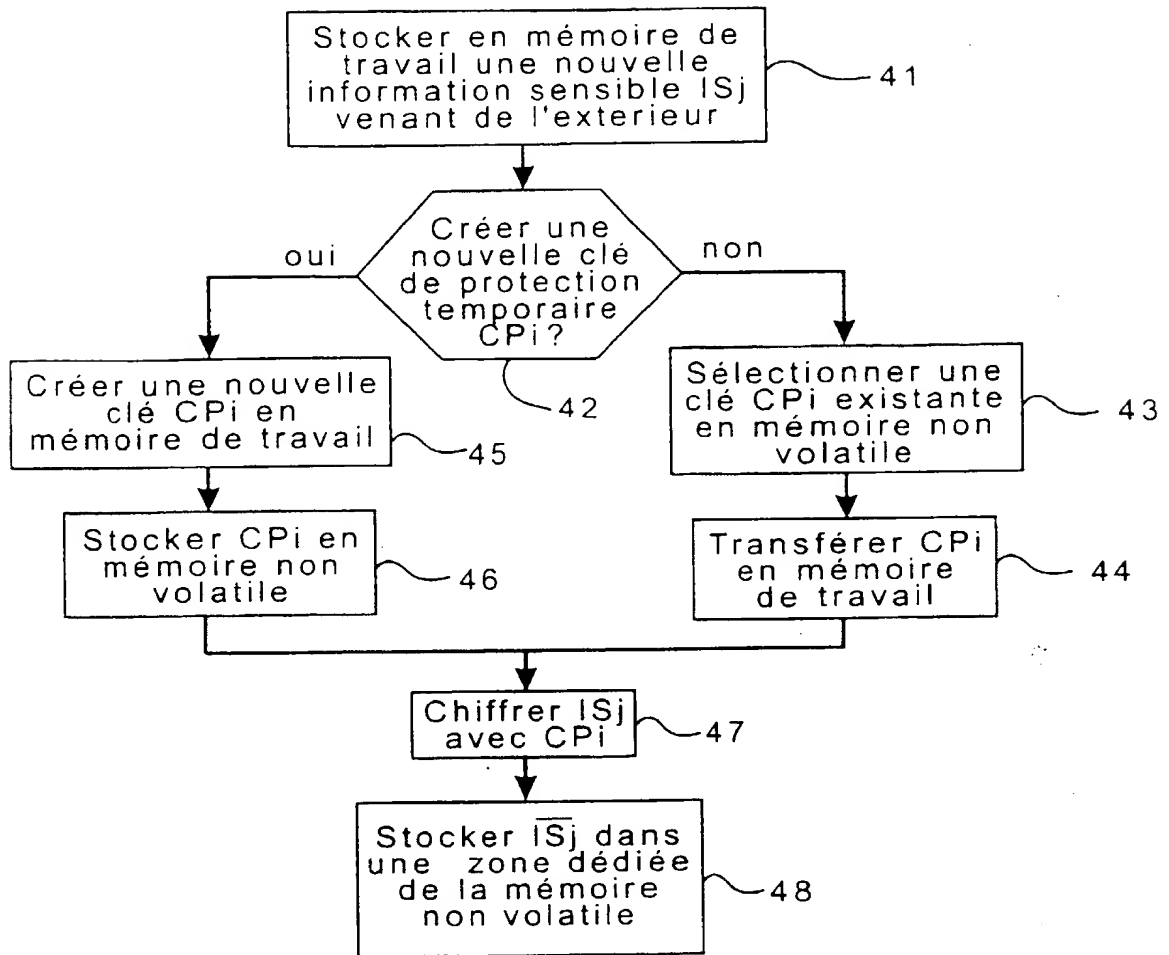 Stocker en mémoire de
travail une nouvelle
information sensible ISj
venant de l'exterieur
41
Créer une
nouvelle clé
de protection
temporaire
CPi?
oui
non
42
Créer une nouvelle
clé CPi en
mémoire de travail
45
Sélectionner une
clé CPi existante
en mémoire non
volatile
43
Stocker CPi en
mémoire non
volatile
46
Transférer CPi
en mémoire
de travail
44
Chiffrer ISj
avec CPi
47
Stocker I̅S̅j dans
une zone dédiée
de la mémoire
non volatile
48